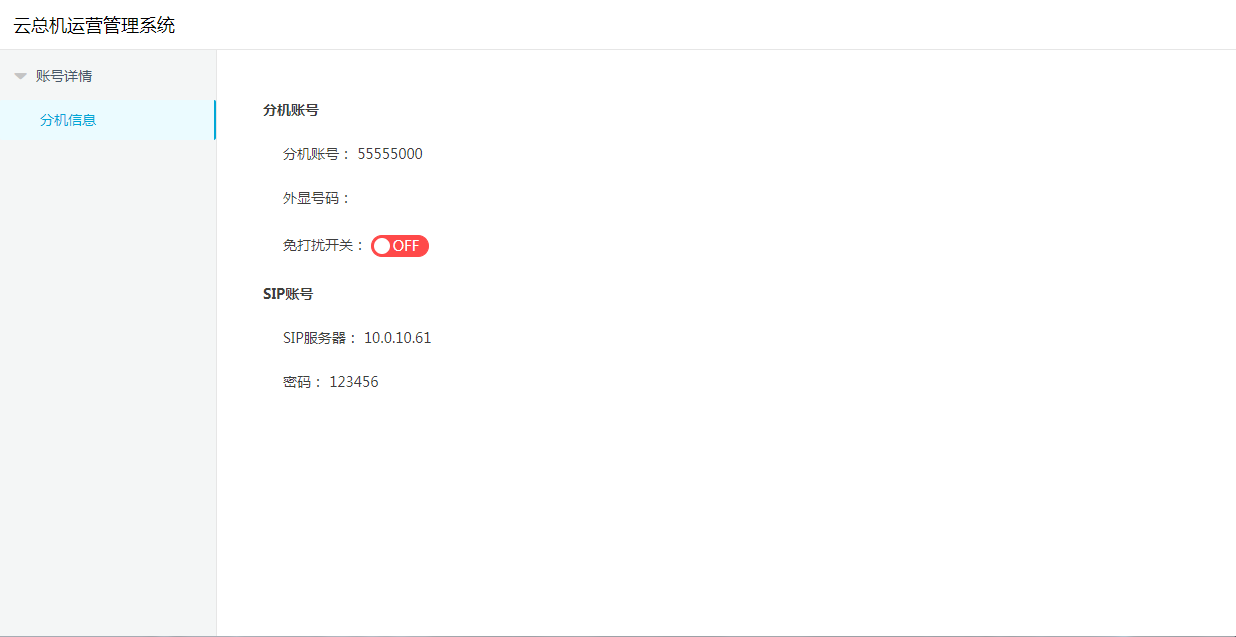 云总机运营管理系统
账号详情
分机信息
分机账号
分机账号： 55555000
外显号码：
免打扰开关： OFF
SIP账号
SIP服务器： 10.0.10.61
密码： 123456